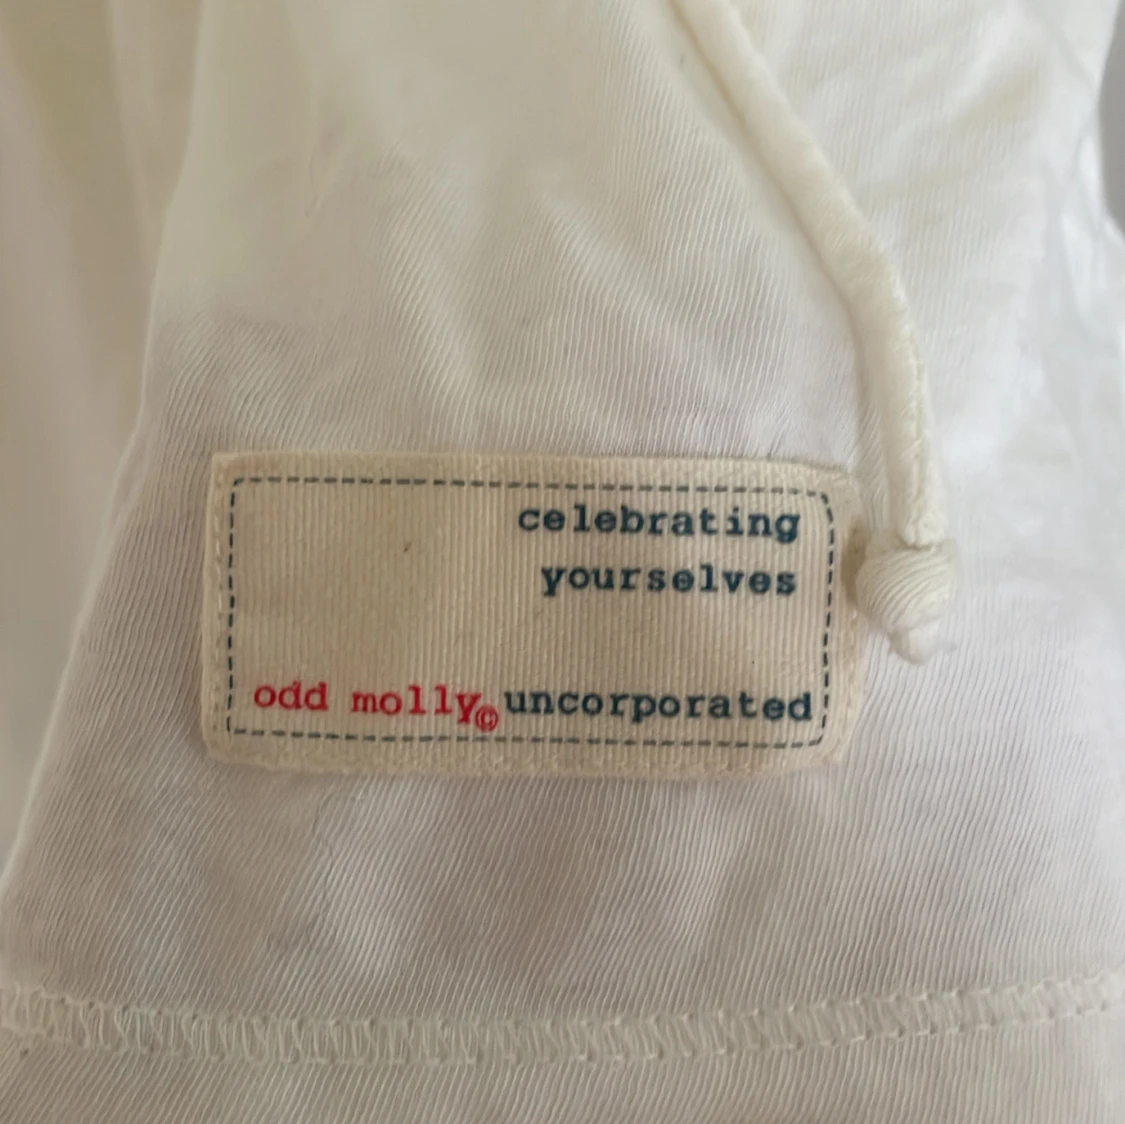 celebrating
yourselves
odd molly© uncorporated